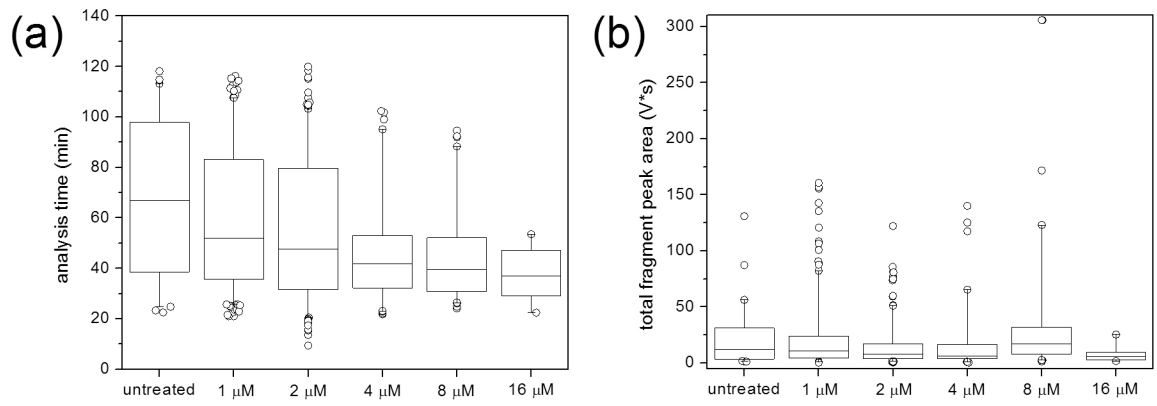 (a)
analysis time (min)
140
120
100
80
60
40
20
0
untreated 1 μM 2 μM 4 μM 8 μM 16 μM
(b)
total fragment peak area (V*s)
300
250
200
150
100
50
0
untreated 1 μM 2 μM 4 μM 8 μM 16 μM